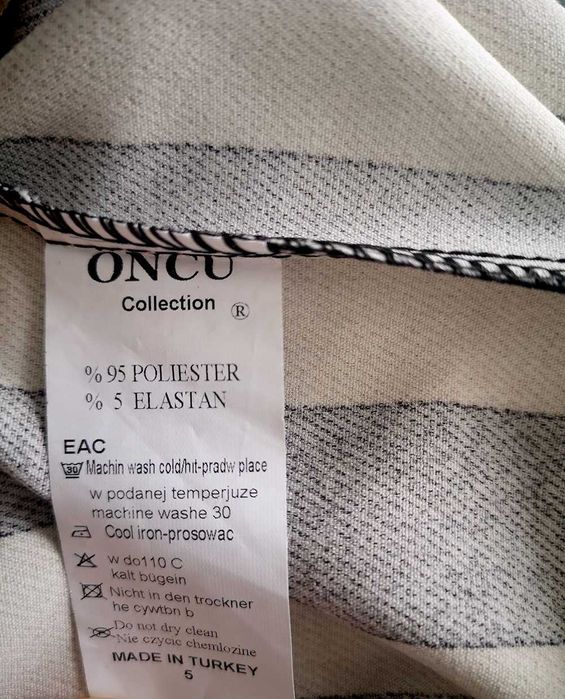 ONCU
Collection ®
% 95 POLIESTER
% 5 ELASTAN
EAC
30 Machin wash cold/hıt-pradw place
w podanej temperjuze
machine washe 30
Cool iron-prosowac
w do110 C
kalt bügein
Nicht in den trockner
he cywtbn b
Do not dry clean
Nie czycic chemlozine
MADE IN TURKEY
5